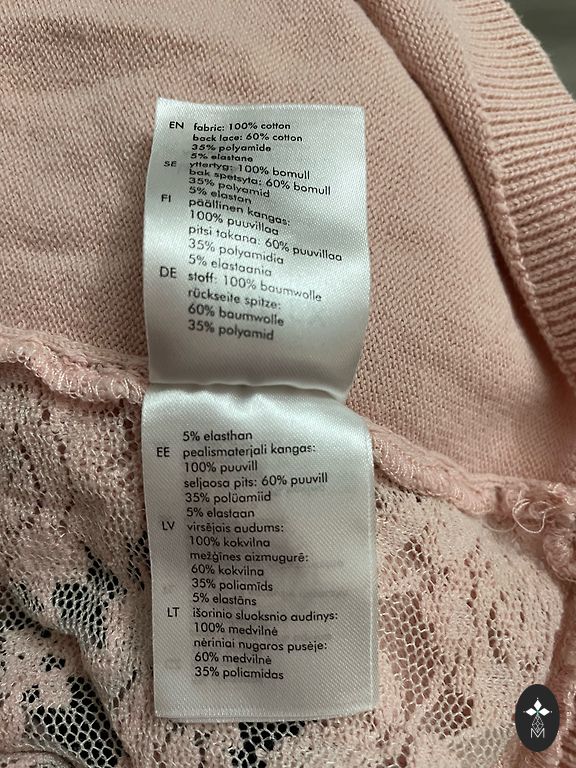 EN fabric: 100% cotton
back lace: 60% cotton
35% polyamide
5% elastane
SE yttertyg: 100% bomull
bak spetsyta: 60% bomull
35% polyamid
5% elastan
FI päällinen kangas:
100% puuvillaa
pitsi takana: 60% puuvillaa
35% polyamidia
5% elastaania
DE stoff: 100% baumwolle
rückseite spitze:
60% baumwolle
35% polyamid
5% elasthan
EE pealismaterjali kangas:
100% puuvill
seljaosa pits: 60% puuvill
35% polüamiid
5% elastaan
LV virsējais audums:
100% kokvilna
mežģīnes aizmugurē:
60% kokvilna
35% poliamīds
5% elastāns
LT išorinio sluoksnio audinys:
100% medvilnė
nėriniai nugaros pusėje:
60% medvilnė
35% poliamidas
M